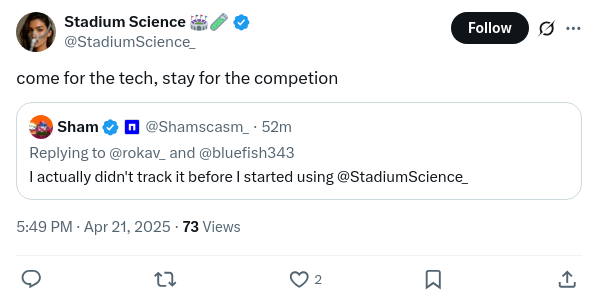 Stadium Science 🏟️🧪
Follow
@StadiumScience_
come for the tech, stay for the competion
Sham @Shamscasm_ · 52m
Replying to @rokav_ and @bluefish343
I actually didn't track it before I started using @StadiumScience_
5:49 PM · Apr 21, 2025 · 73 Views
2